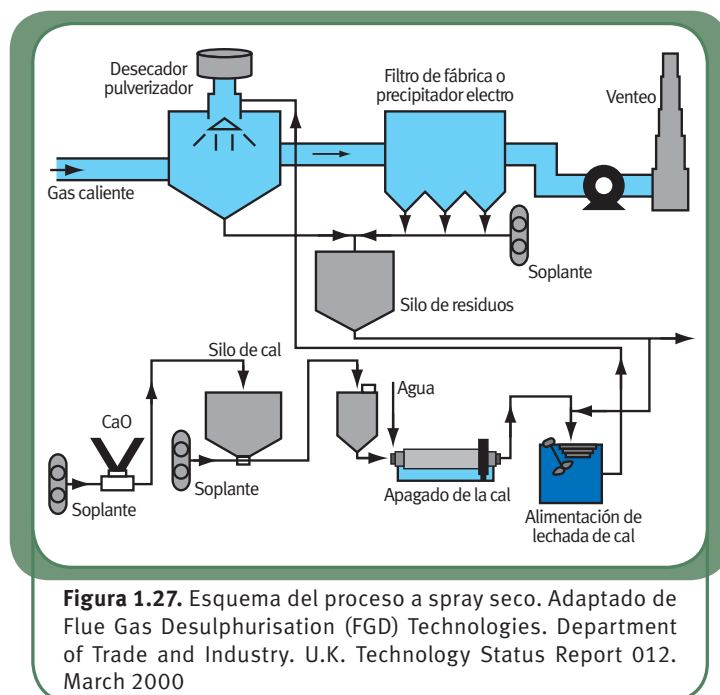 Desecador
pulverizador
Filtro de fábrica o
precipitador electro
Venteo
Gas caliente
Soplante
Silo de residuos
Silo de cal
Agua
CaO
Soplante
Soplante
Apagado de la cal
Alimentación de
lechada de cal
Figura 1.27. Esquema del proceso a spray seco. Adaptado de
Flue Gas Desulphurisation (FGD) Technologies. Department
of Trade and Industry. U.K. Technology Status Report 012.
March 2000